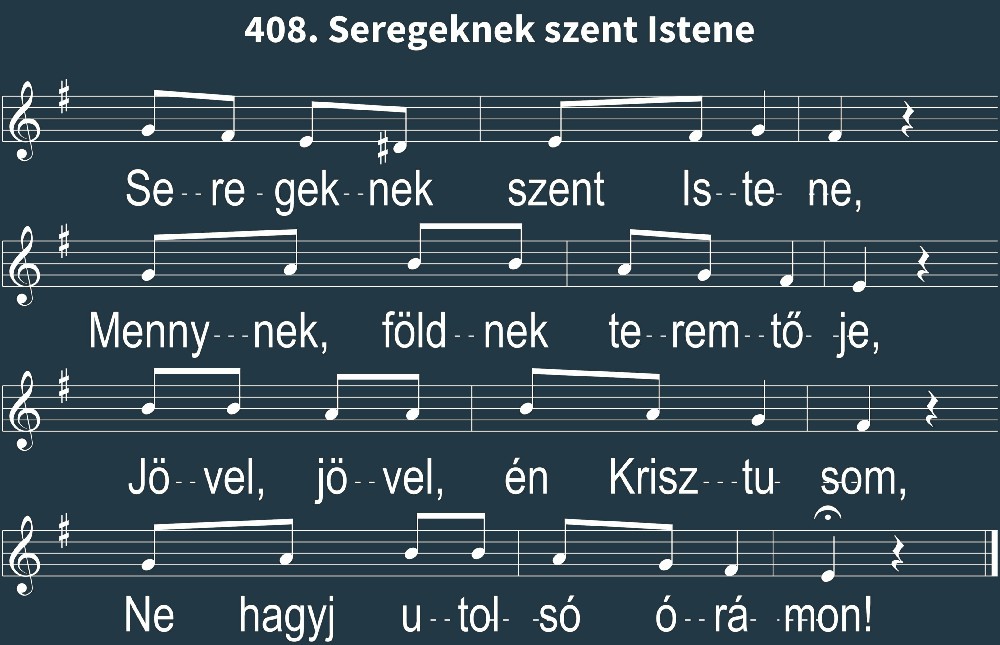 408. Seregeknek szent Istene
Se--re-gek--nek szent Is--te-ne,
Menny---nek, föld--nek te--rem--tő--je,
Jö--vel, jö--vel, én Krisz---tu-som,
Ne hagyj u--tol--só ó--rá--mon!